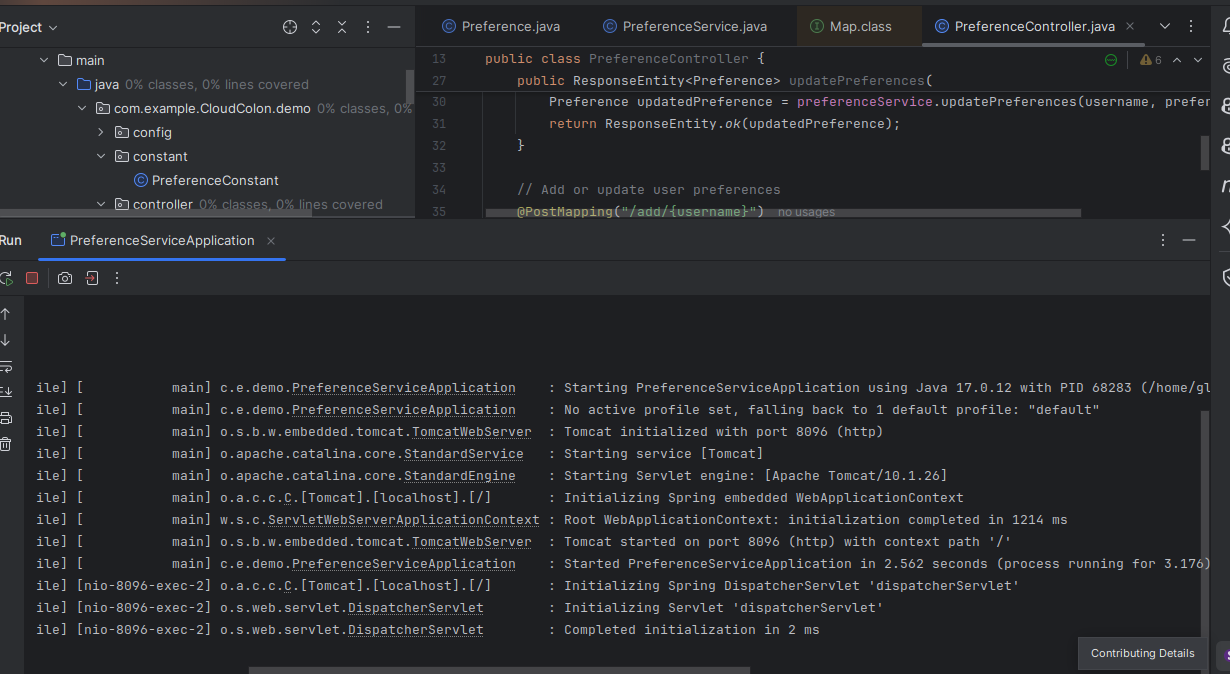 Project
Preference.java
PreferenceService.java
Map.class
PreferenceController.java
main
java 0% classes, 0% lines covered
com.example.CloudColon.demo 0% classes, 0%
config
constant
PreferenceConstant
controller 0% classes, 0% lines covered
13 public class PreferenceController {
6
27 public ResponseEntity<Preference> updatePreferences(
30 Preference updatedPreference = preferenceService.updatePreferences(username, prefer
31 return ResponseEntity.ok(updatedPreference);
32 }
33
34 // Add or update user preferences
35 @PostMapping("/add/{username}") no usages
Run
PreferenceServiceApplication
ile] [ main] c.e.demo.PreferenceServiceApplication : Starting PreferenceServiceApplication using Java 17.0.12 with PID 68283 (/home/gl
ile] [ main] c.e.demo.PreferenceServiceApplication : No active profile set, falling back to 1 default profile: "default"
ile] [ main] o.s.b.w.embedded.tomcat.TomcatWebServer : Tomcat initialized with port 8096 (http)
ile] [ main] o.apache.catalina.core.StandardService : Starting service [Tomcat]
ile] [ main] o.apache.catalina.core.StandardEngine : Starting Servlet engine: [Apache Tomcat/10.1.26]
ile] [ main] o.a.c.c.C.[Tomcat].[localhost].[/] : Initializing Spring embedded WebApplicationContext
ile] [ main] w.s.c.ServletWebServerApplicationContext : Root WebApplicationContext: initialization completed in 1214 ms
ile] [ main] o.s.b.w.embedded.tomcat.TomcatWebServer : Tomcat started on port 8096 (http) with context path '/'
ile] [ main] c.e.demo.PreferenceServiceApplication : Started PreferenceServiceApplication in 2.562 seconds (process running for 3.176)
ile] [nio-8096-exec-2] o.a.c.c.C.[Tomcat].[localhost].[/] : Initializing Spring DispatcherServlet 'dispatcherServlet'
ile] [nio-8096-exec-2] o.s.web.servlet.DispatcherServlet : Initializing Servlet 'dispatcherServlet'
ile] [nio-8096-exec-2] o.s.web.servlet.DispatcherServlet : Completed initialization in 2 ms
Contributing Details